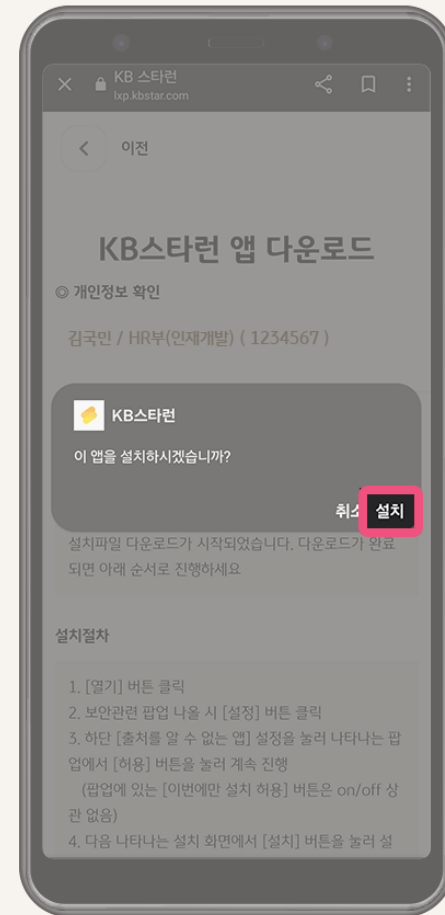 KB 스타런
lxp.kbstar.com
이전
KB스타런 앱 다운로드
◎ 개인정보 확인
김국민 / HR부(인재개발) ( 1234567 )
KB스타런
이 앱을 설치하시겠습니까?
설치
설치파일 다운로드가 시작되었습니다. 다운로드가 완료
되면 아래 순서로 진행하세요
설치절차
1. [열기] 버튼 클릭
2. 보안관련 팝업 나올 시 [설정] 버튼 클릭
3. 하단 [출처를 알 수 없는 앱] 설정을 눌러 나타나는 팝
업에서 [허용] 버튼을 눌러 계속 진행
(팝업에 있는 [이번에만 설치 허용] 버튼은 on/off 상
관 없음)
4. 다음 나타나는 설치 화면에서 [설치] 버튼을 눌러 설